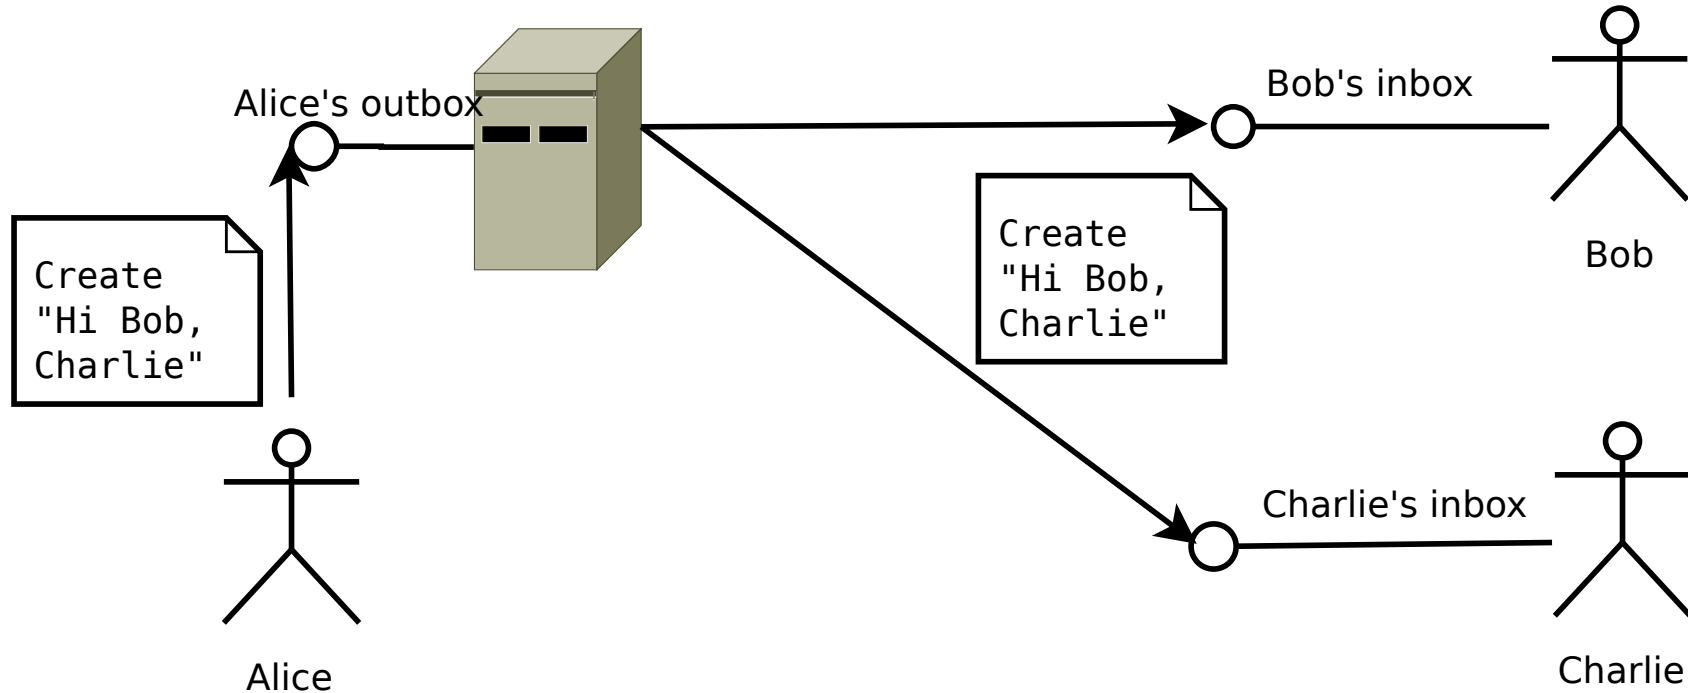 Alice's outbox
Bob's inbox
Create
"Hi Bob,
Charlie"
Create
"Hi Bob,
Charlie"
Bob
Charlie's inbox
Alice
Charlie